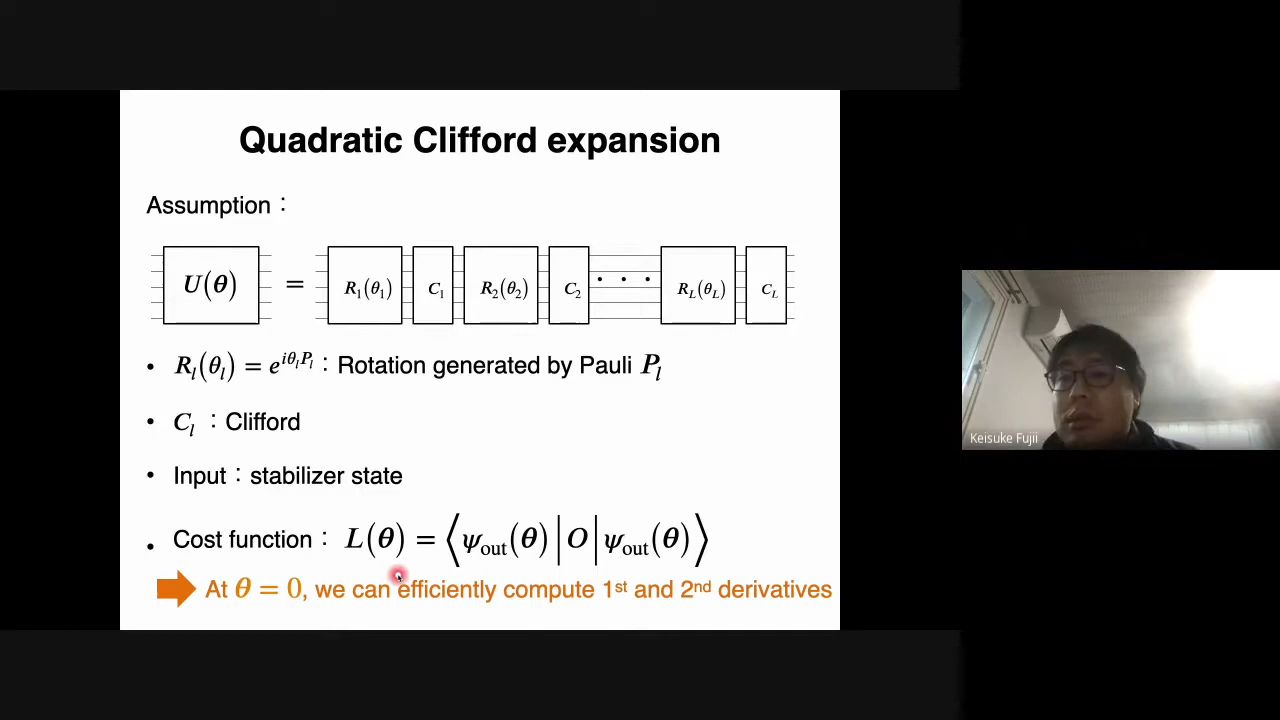 Quadratic Clifford expansion
Assumption：
U(θ) = R₁(θ₁) C₁ R₂(θ₂) C₂ · · · R_L(θ_L) C_L
• R_l(θ_l) = e^{iθ_l P_l}：Rotation generated by Pauli P_l
• C_l：Clifford
• Input：stabilizer state
• Cost function： L(θ) = ⟨ψ_out(θ)|O|ψ_out(θ)⟩
At θ = 0, we can efficiently compute 1st and 2nd derivatives
Keisuke Fujii